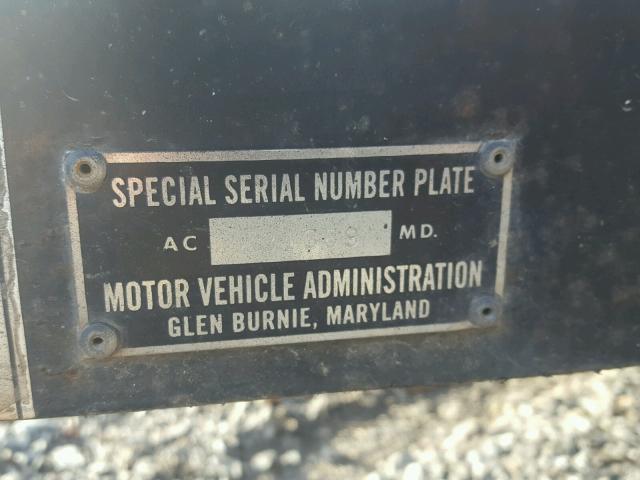 SPECIAL SERIAL NUMBER PLATE
AC MD.
MOTOR VEHICLE ADMINISTRATION
GLEN BURNIE, MARYLAND